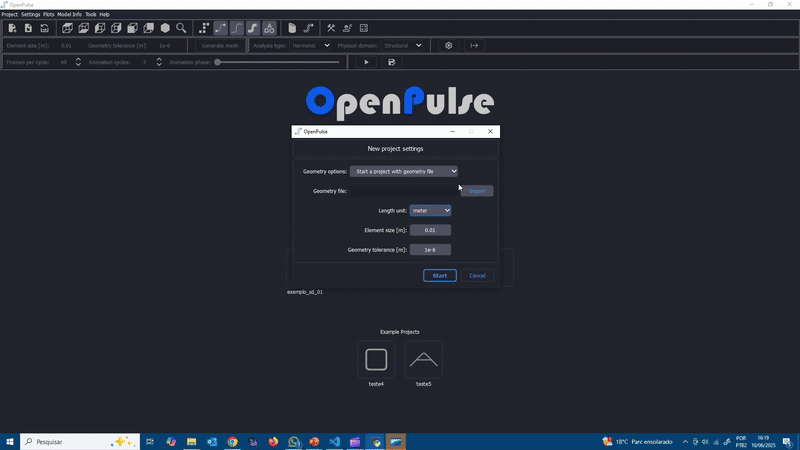 OpenPulse
Project Settings Plots Model Info Tools Help
Element size [m]: 0.01 Geometry tolerance [m]: 1e-6 Generate mesh Analysis type: Harmonic Physical domain: Structural
Frames per cycle: 40 Animation cycles: 3 Animation phase:
OpenPulse
OpenPulse
New project settings
Geometry options: Start a project with geometry file
Geometry file: Import
Length unit: meter
Element size [m]: 0.01
Geometry tolerance [m]: 1e-6
Start Cancel
exemplo_sd_01
Example Projects
teste4 teste5
Pesquisar
18°C Parc ensolarado
POR
PTB2
16:19
10/06/2025